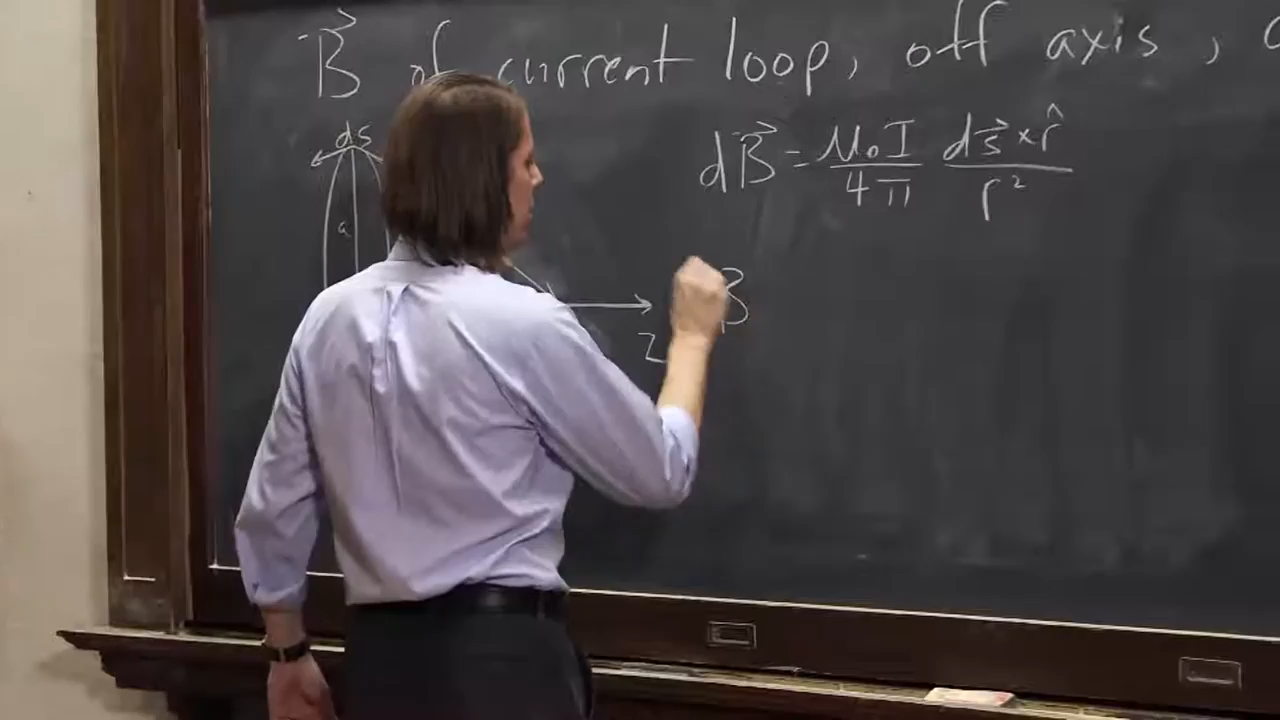 B⃗ of current loop, off axis,
ds
dB⃗ = μ₀I/4π ds⃗ × r̂/r²
a
B
z